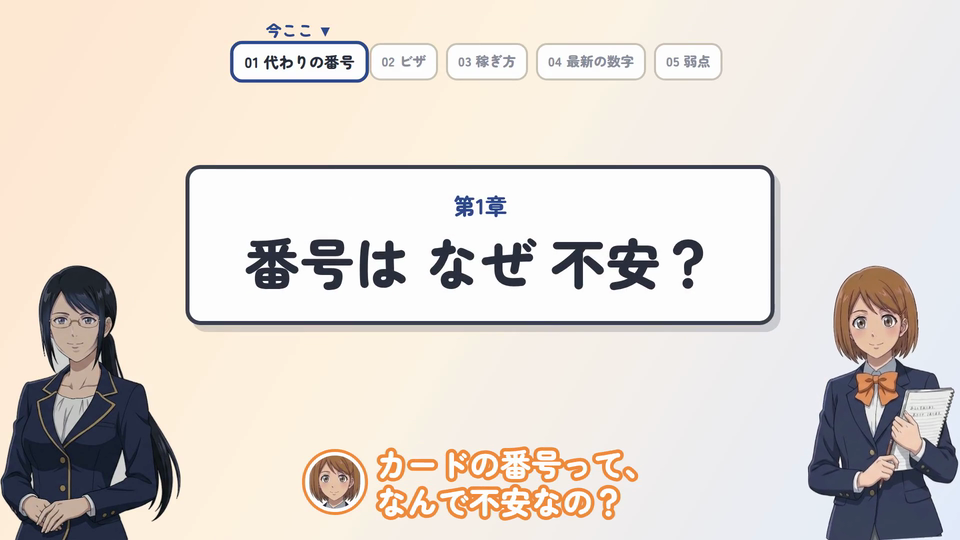 今ここ ▼
01 代わりの番号
02 ビザ
03 稼ぎ方
04 最新の数字
05 弱点
第1章
番号は なぜ 不安？
カードの番号って、
なんで不安なの？